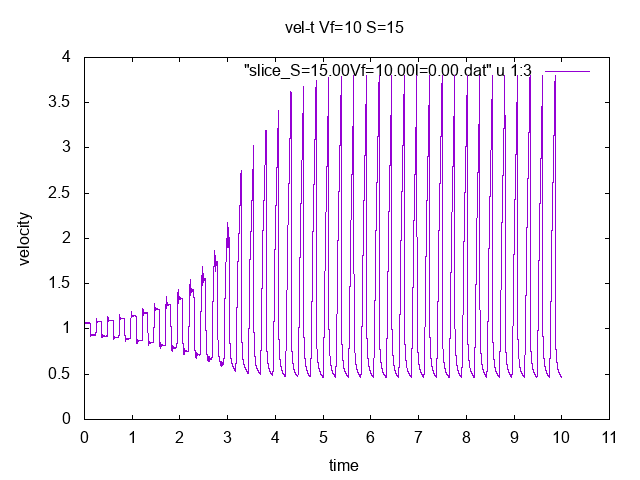 vel-t Vf=10 S=15
"slice_S=15.00Vf=10.00l=0.00.dat" u 1:3
4
3.5
3
2.5
2
1.5
1
0.5
0
velocity
0 1 2 3 4 5 6 7 8 9 10 11
time